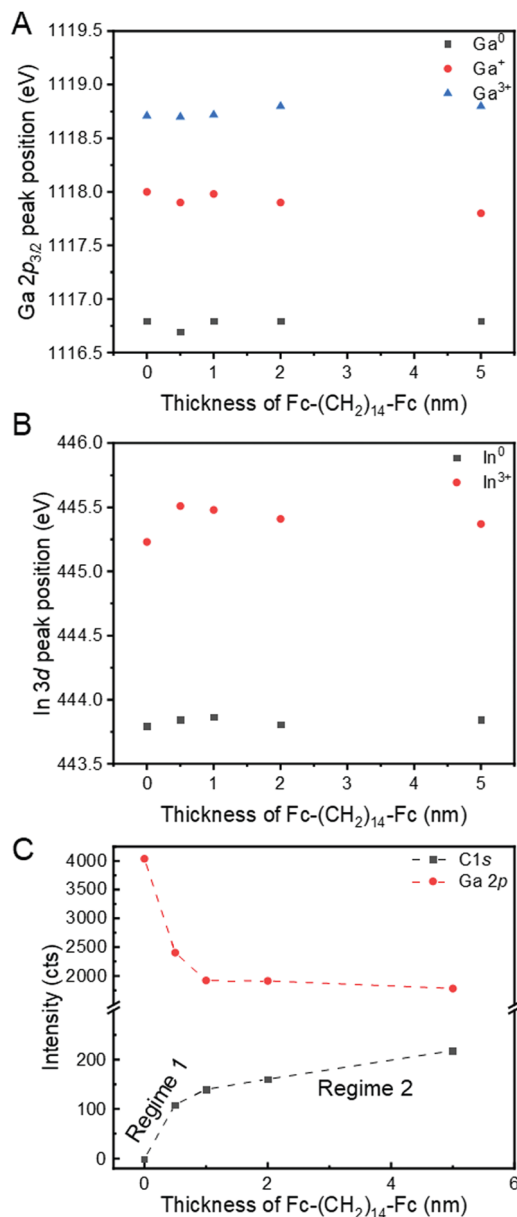 A
1119.5
1119.0
1118.5
1118.0
1117.5
1117.0
1116.5
Ga 2p3/2 peak position (eV)
Ga⁰
Ga⁺
Ga³⁺
0 1 2 3 4 5
Thickness of Fc-(CH₂)₁₄-Fc (nm)
B
446.0
445.5
445.0
444.5
444.0
443.5
In 3d peak position (eV)
In⁰
In³⁺
0 1 2 3 4 5
Thickness of Fc-(CH₂)₁₄-Fc (nm)
C
4000
3500
3000
2500
2000
200
100
0
Intensity (cts)
C1s
Ga 2p
Regime 1
Regime 2
0 2 4 6
Thickness of Fc-(CH₂)₁₄-Fc (nm)